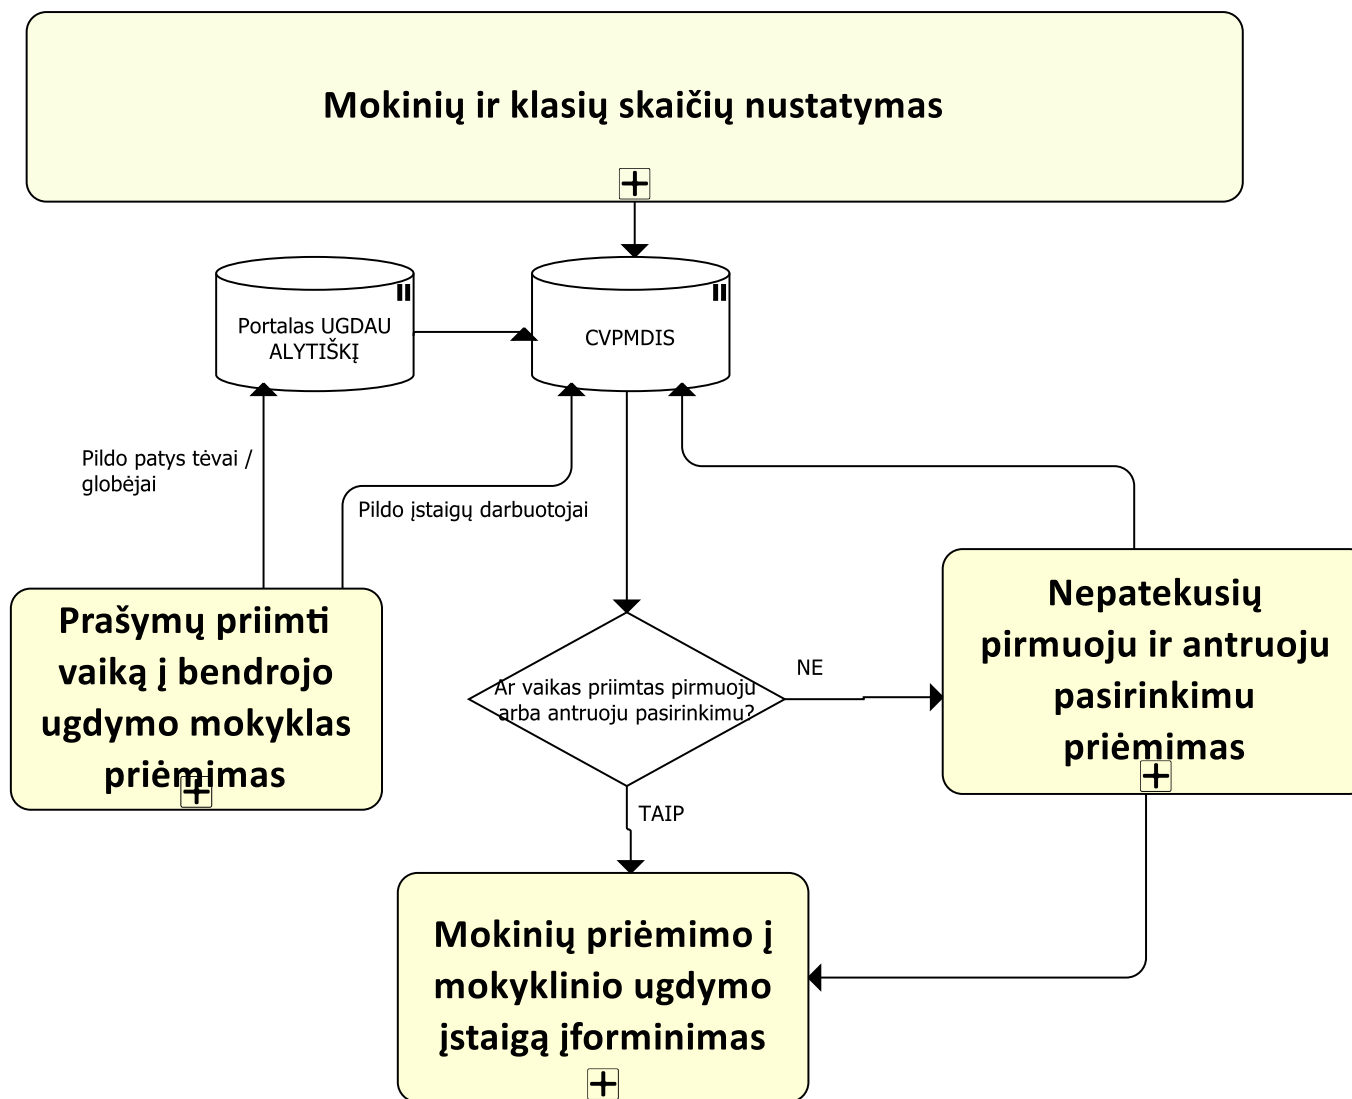 Mokinių ir klasių skaičių nustatymas
Portalas UGDAU
ALYTIŠKĮ
CVPMDIS
Pildo patys tėvai /
globėjai
Pildo įstaigų darbuotojai
Prašymų priimti
vaiką į bendrojo
ugdymo mokyklas
priėmimas
Ar vaikas priimtas pirmuoju
arba antruoju pasirinkimu?
NE
Nepatekusių
pirmuoju ir antruoju
pasirinkimu
priėmimas
TAIP
Mokinių priėmimo į
mokyklinio ugdymo
įstaigą įforminimas